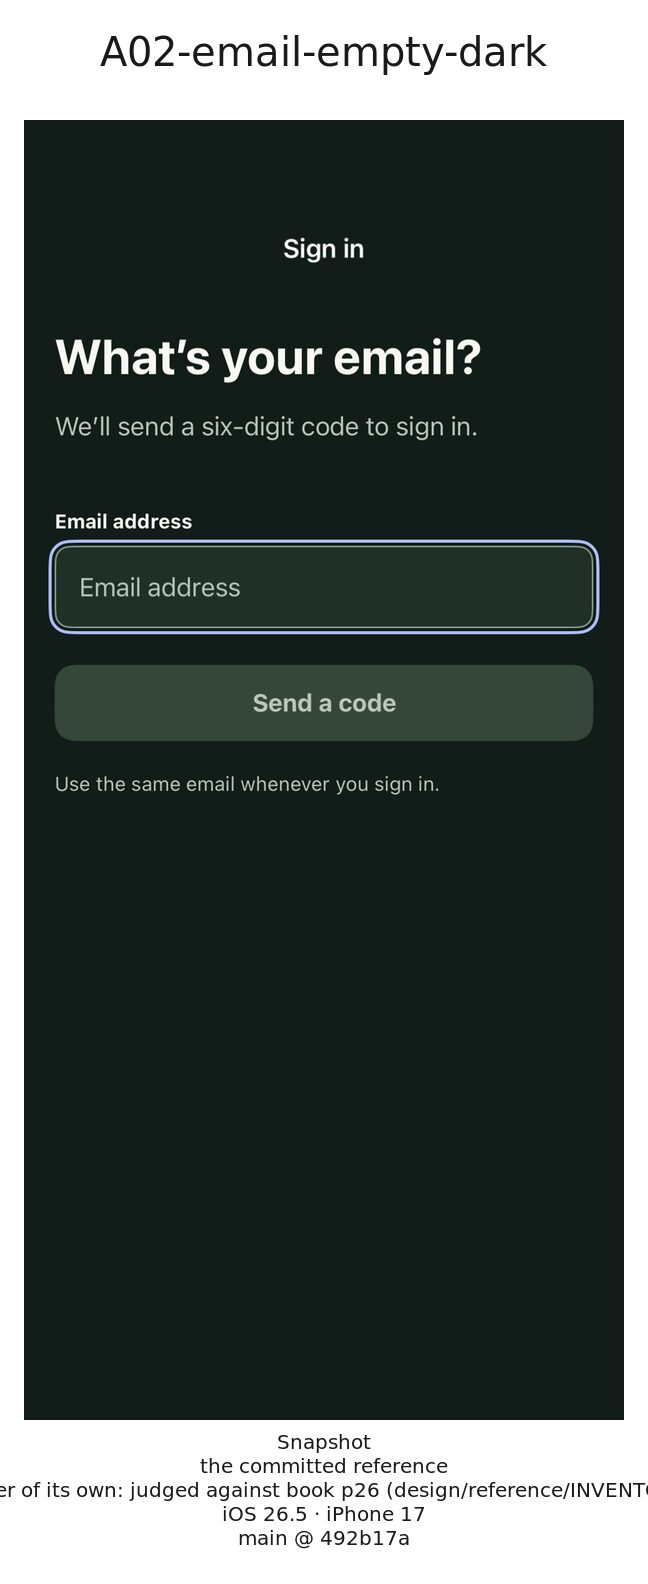 A02-email-empty-dark
Sign in
What’s your email?
We’ll send a six-digit code to sign in.
Email address
Email address
Send a code
Use the same email whenever you sign in.
Snapshot
the committed reference
of its own: judged against book p26 (design/reference/
iOS 26.5 · iPhone 17
main @ 492b17a